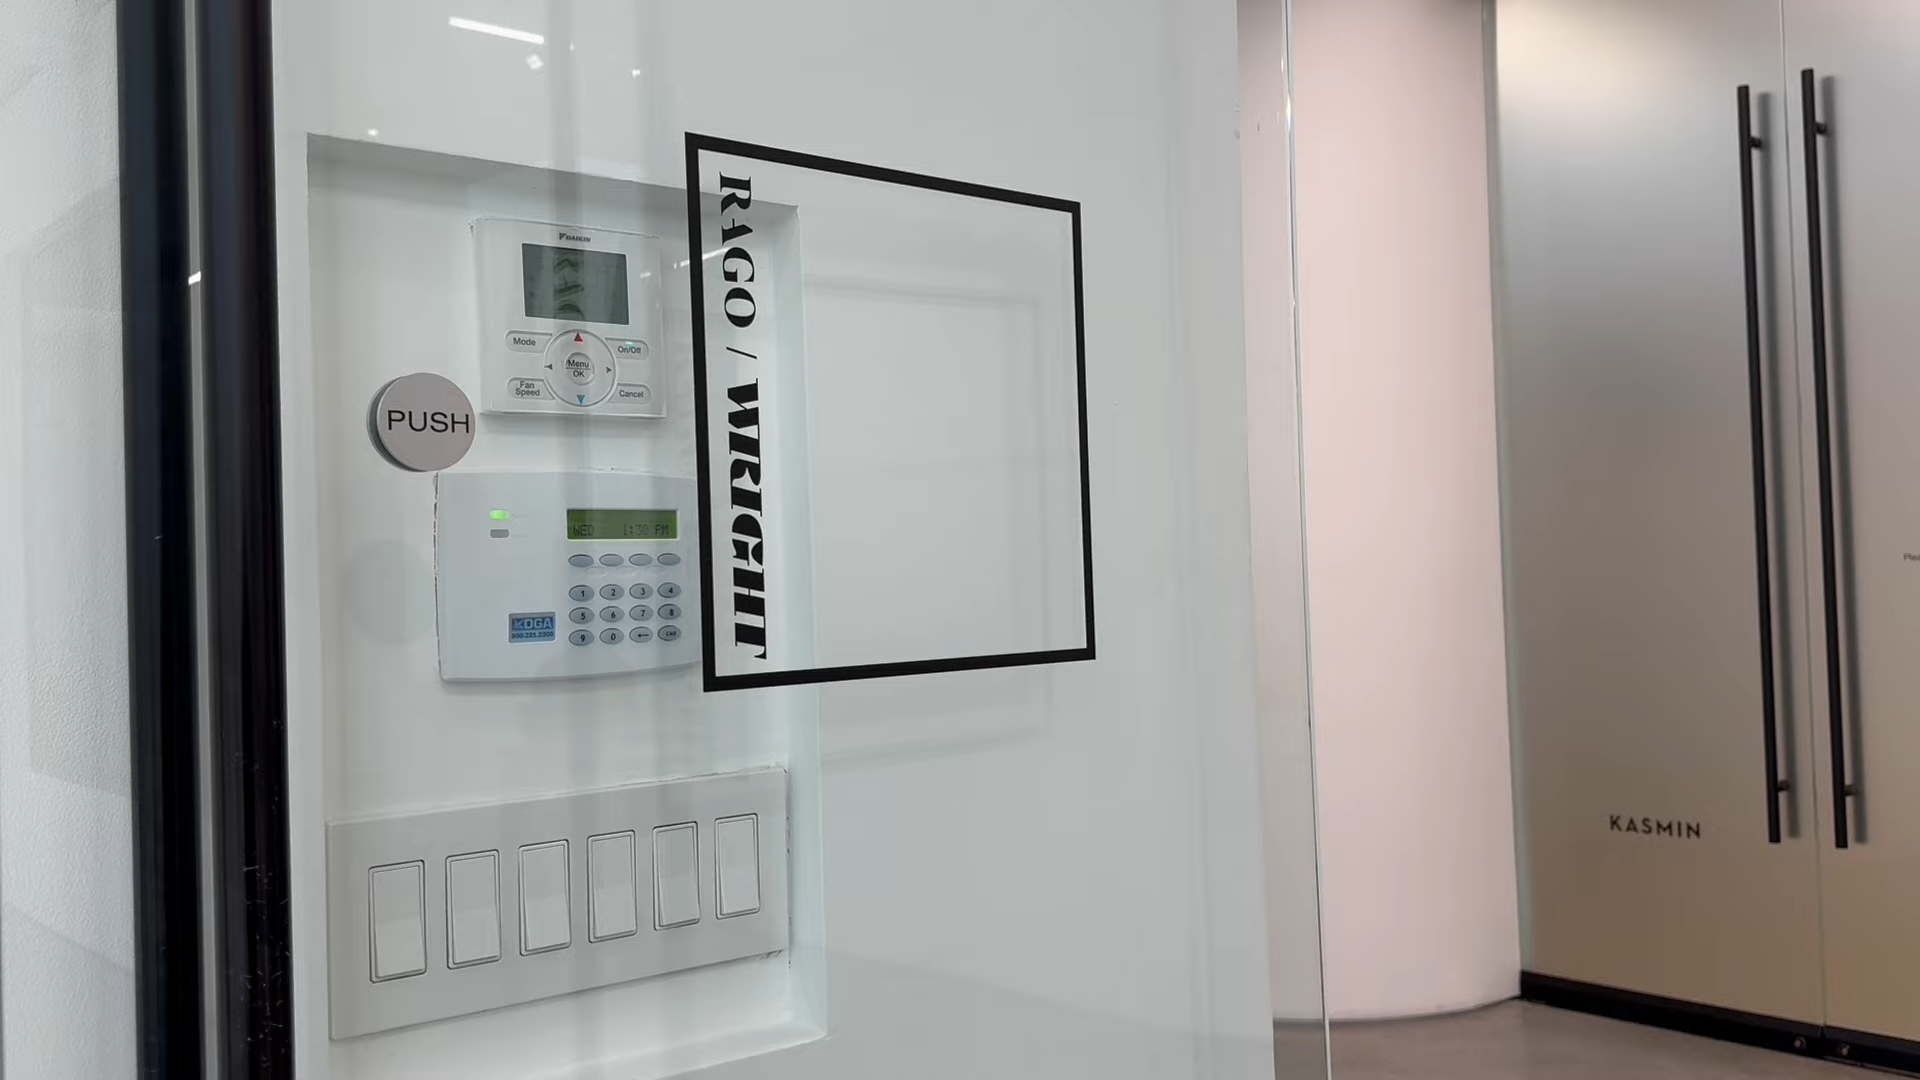 DAIKIN
Mode
On/Off
Menu
OK
Fan
Speed
Cancel
PUSH
RAGO / WRIGHT
WED 1:30 PM
1 2 3 4
5 6 7 8
9 0
KOGA
KASMIN